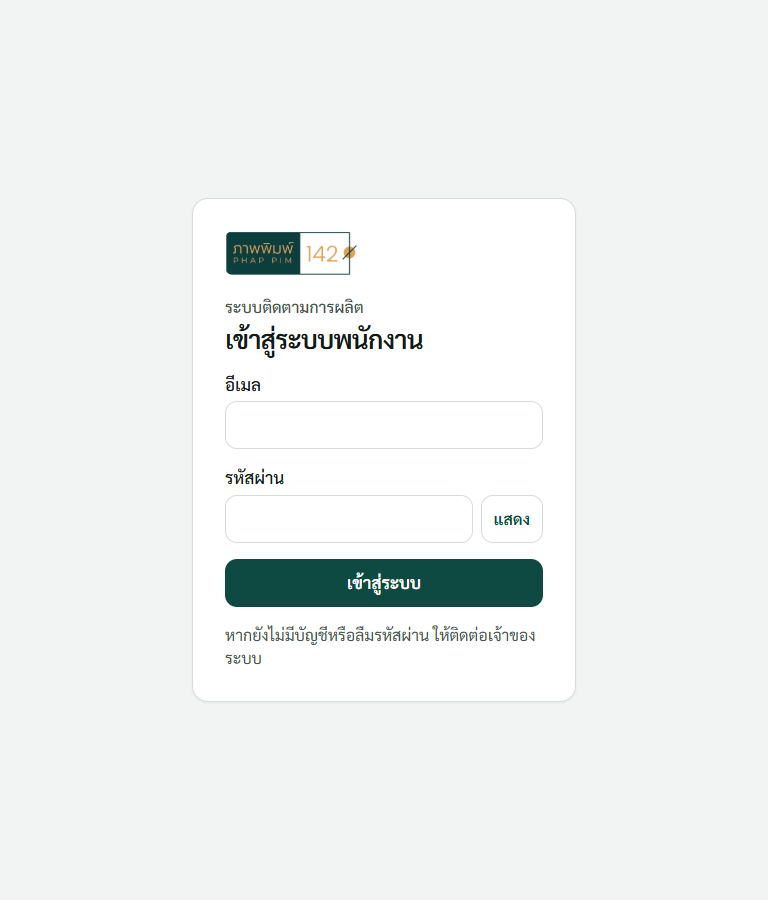 ภาพพิมพ์ 142
PHAP PIM
ระบบติดตามการผลิต
เข้าสู่ระบบพนักงาน
อีเมล
รหัสผ่าน
แสดง
เข้าสู่ระบบ
หากยังไม่มีบัญชีหรือลืมรหัสผ่าน ให้ติดต่อเจ้าของ
ระบบ